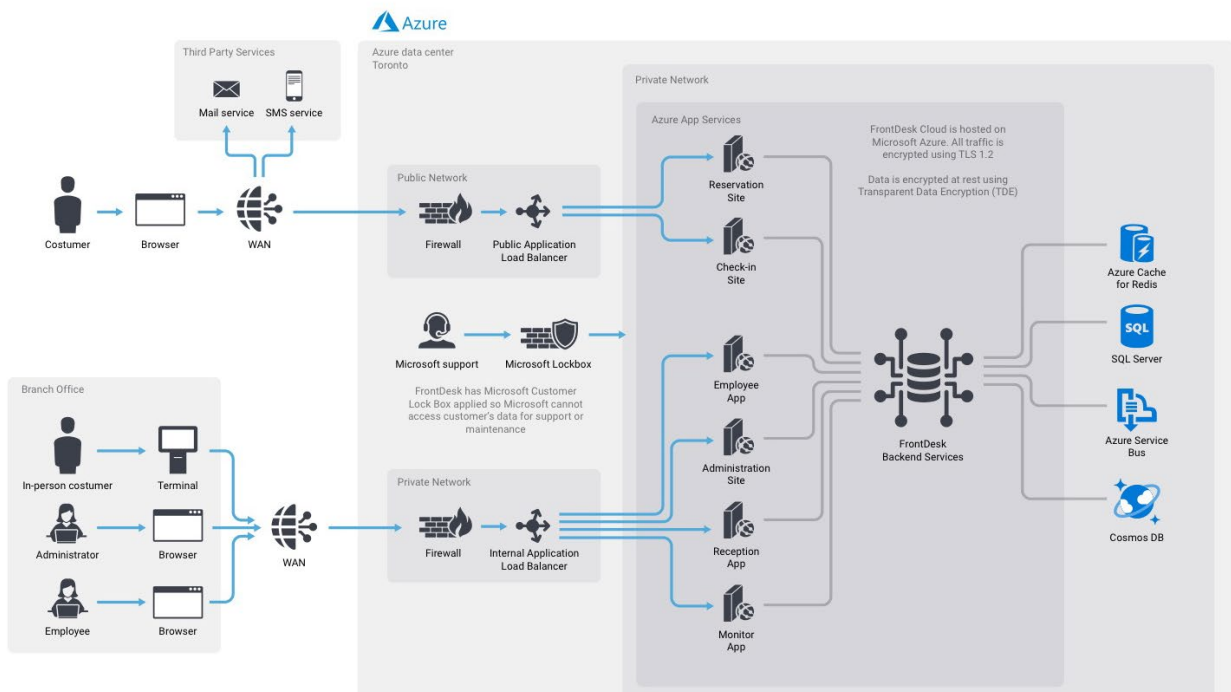 Azure
Third Party Services
Mail service
SMS service
Azure data center
Toronto
Private Network
Azure App Services
FrontDesk Cloud is hosted on
Microsoft Azure. All traffic is
encrypted using TLS 1.2
Data is encrypted at rest using
Transparent Data Encryption (TDE)
Public Network
Costumer
Browser
WAN
Firewall
Public Application
Load Balancer
Reservation
Site
Check-in
Site
Azure Cache
for Redis
SQL
SQL Server
Microsoft support
Microsoft Lockbox
FrontDesk has Microsoft Customer
Lock Box applied so Microsoft cannot
access customer's data for support or
maintenance
Employee
App
FrontDesk
Backend Services
Azure Service
Bus
Branch Office
In-person costumer
Terminal
Administrator
Browser
Employee
Browser
WAN
Private Network
Firewall
Internal Application
Load Balancer
Administration
Site
Reception
App
Monitor
App
Cosmos DB